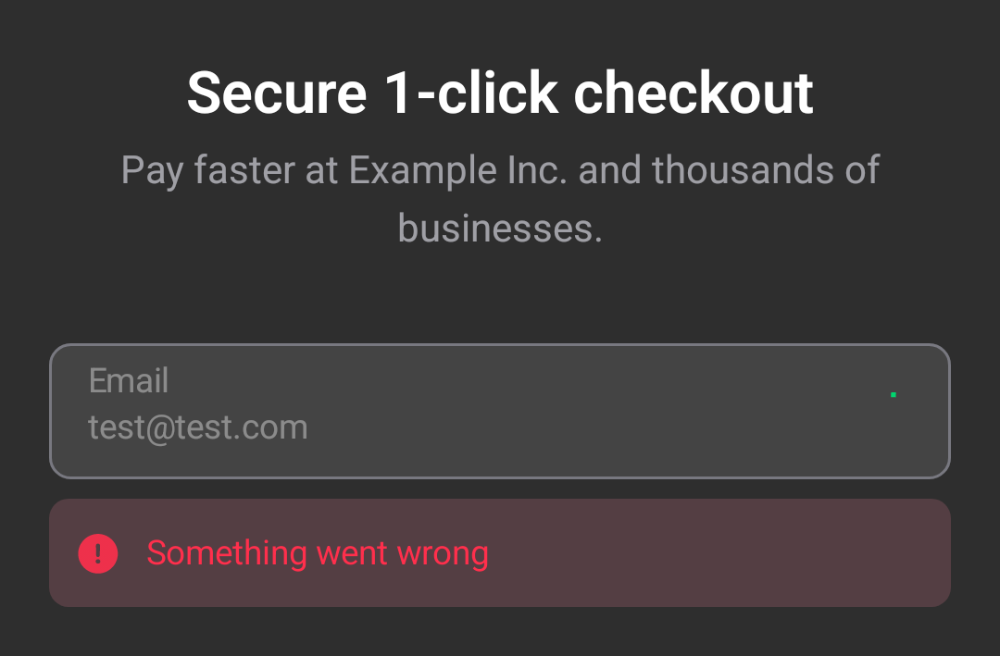 Secure 1-click checkout
Pay faster at Example Inc. and thousands of
businesses.
Email
test@test.com
Something went wrong